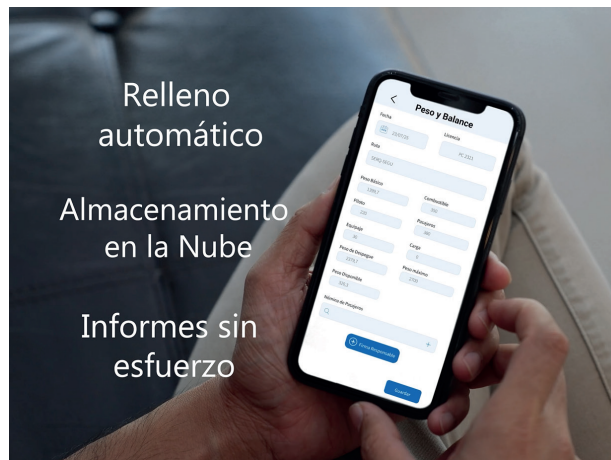 Relleno
automático
Almacenamiento
en la Nube
Informes sin
esfuerzo
Peso y Balance
Fecha
Licencia
Ruta
Peso Básico
Combustible
Piloto
Pasajeros
Equipaje
Carga
Peso de Despegue
Peso máximo
Peso Disponible
Número de Pasajeros
Firma Responsable
Guardar